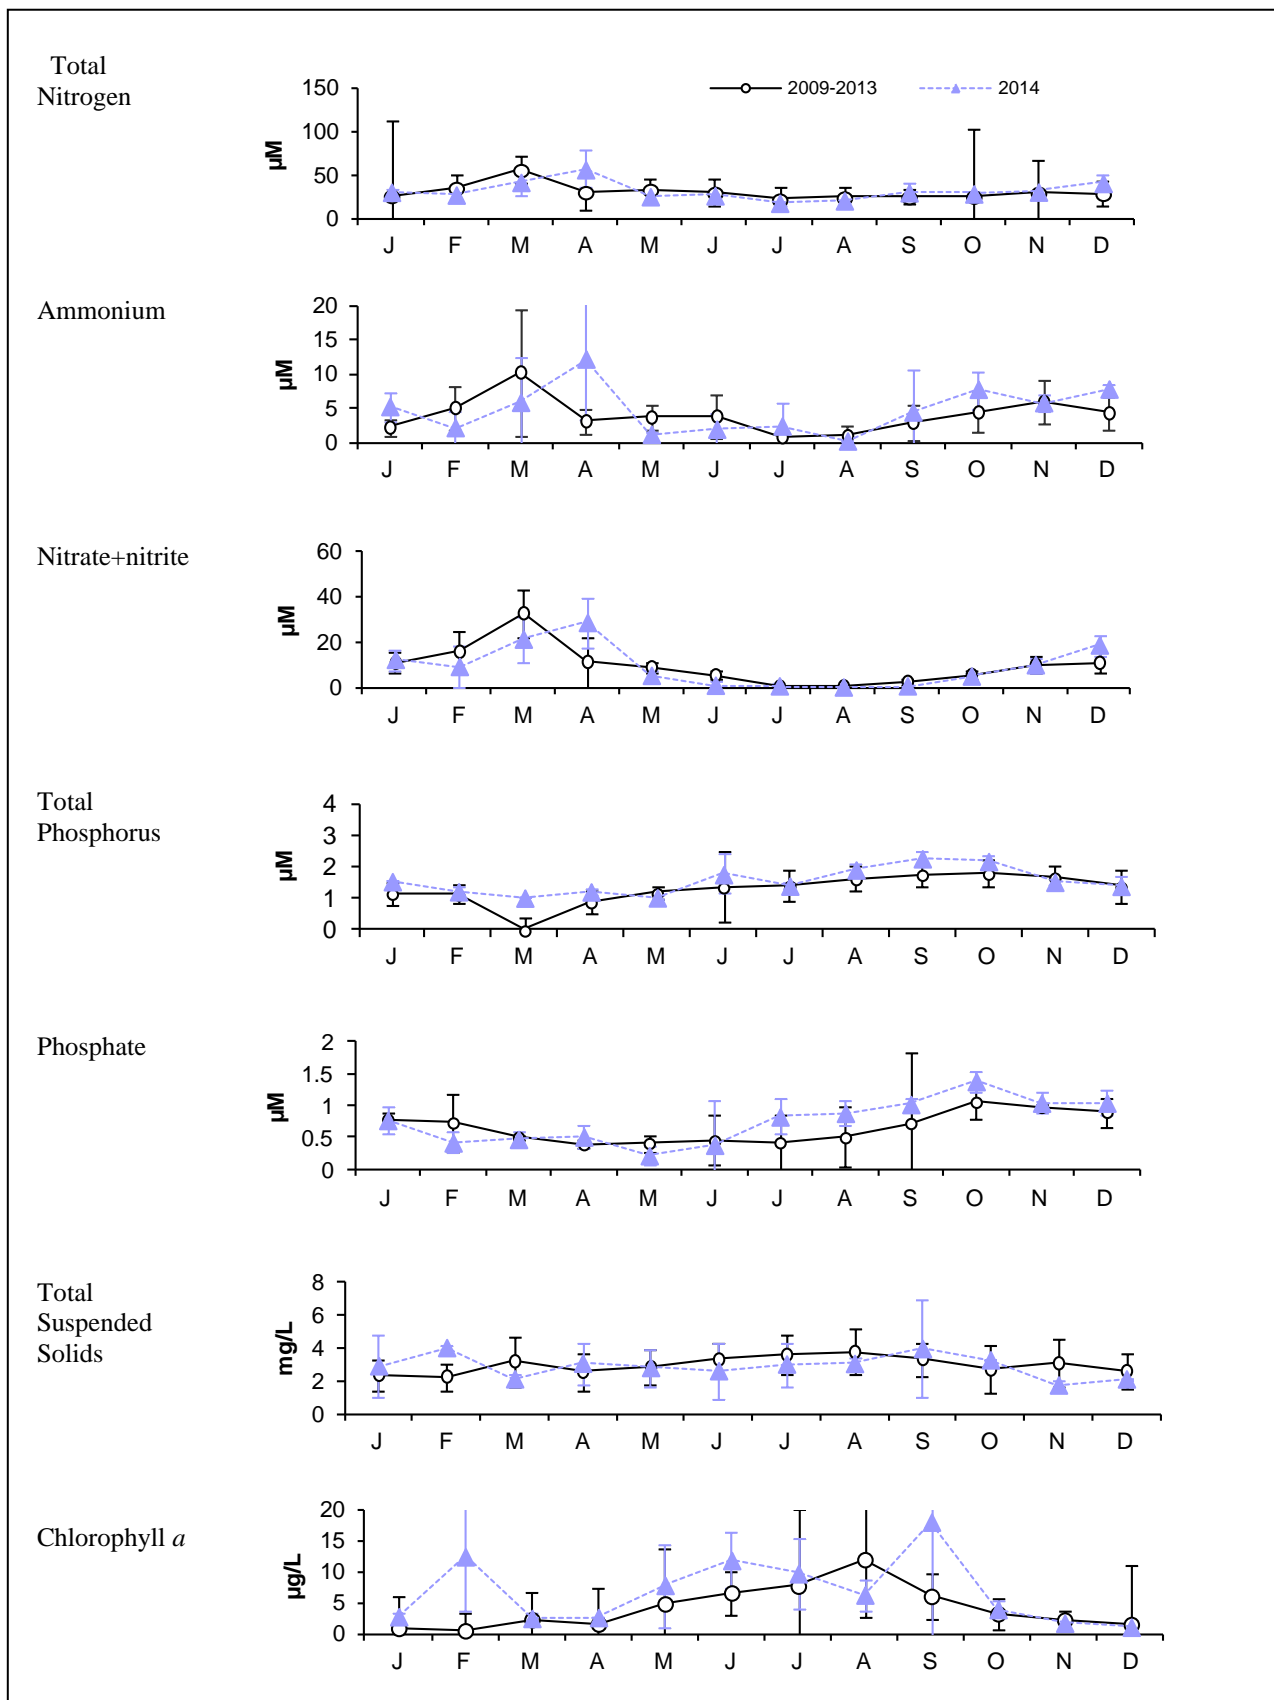 Total
Nitrogen
150
100
50
0
µM
2009-2013
2014
J F M A M J J A S O N D
Ammonium
20
15
10
5
0
µM
J F M A M J J A S O N D
Nitrate+nitrite
60
40
20
0
µM
J F M A M J J A S O N D
Total
Phosphorus
4
3
2
1
0
µM
J F M A M J J A S O N D
Phosphate
2
1.5
1
0.5
0
µM
J F M A M J J A S O N D
Total
Suspended
Solids
8
6
4
2
0
mg/L
J F M A M J J A S O N D
Chlorophyll a
20
15
10
5
0
µg/L
J F M A M J J A S O N D